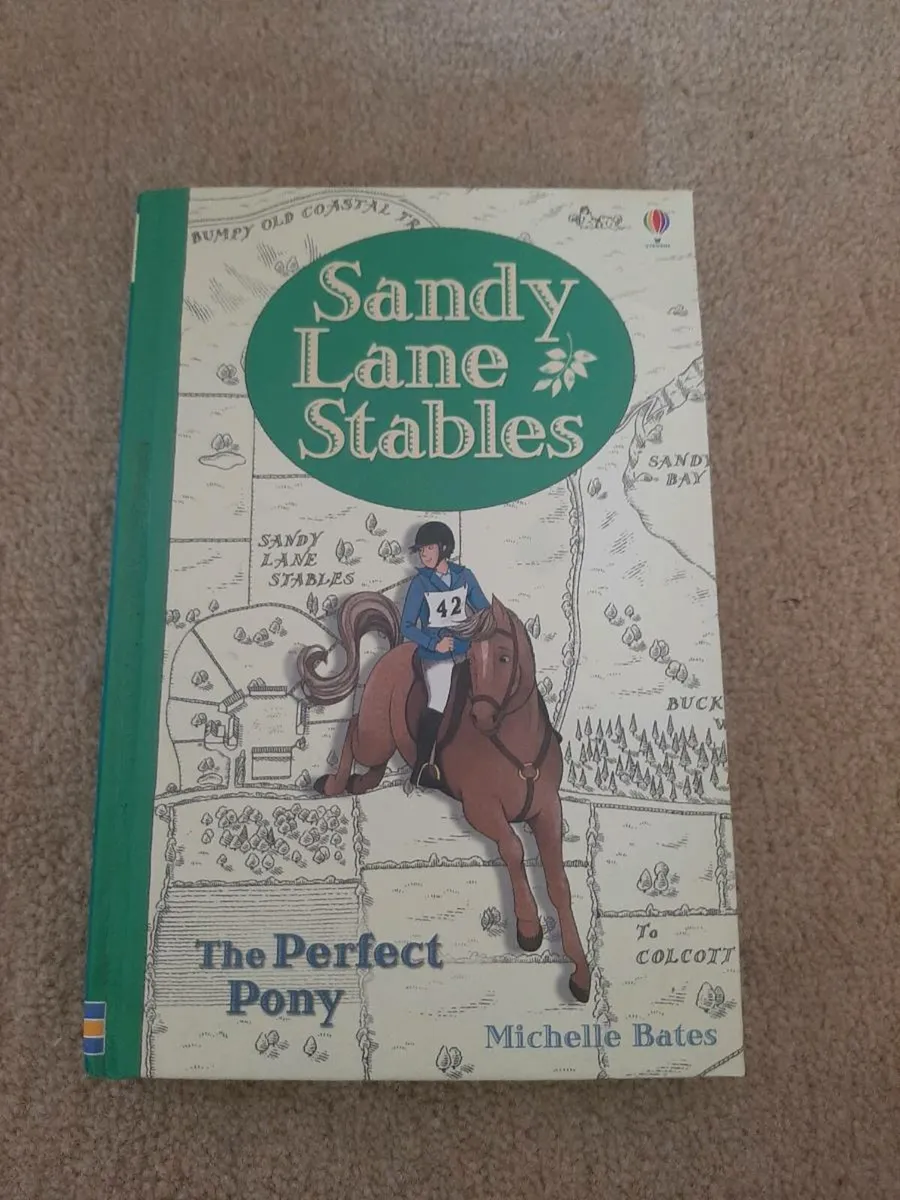 BUMPY OLD COASTAL TR
USBORNE
Sandy
Lane
Stables
SANDY
BAY
SANDY
LANE
STABLES
42
BUCK
W
To
COLCOTT
The Perfect
Pony
Michelle Bates